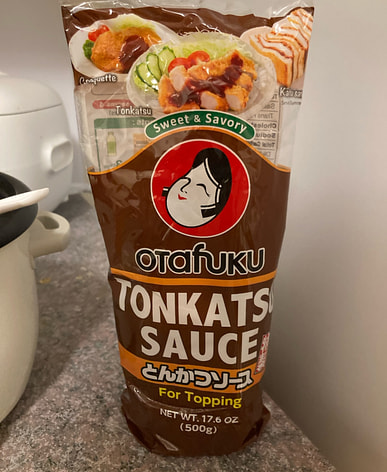 Croquette
Tonkatsu
Katsu
Sweet & Savory
OTaFUKU
TONKATSU
SAUCE
とんかつソース
For Topping
NET WT. 17.6 OZ
(500g)